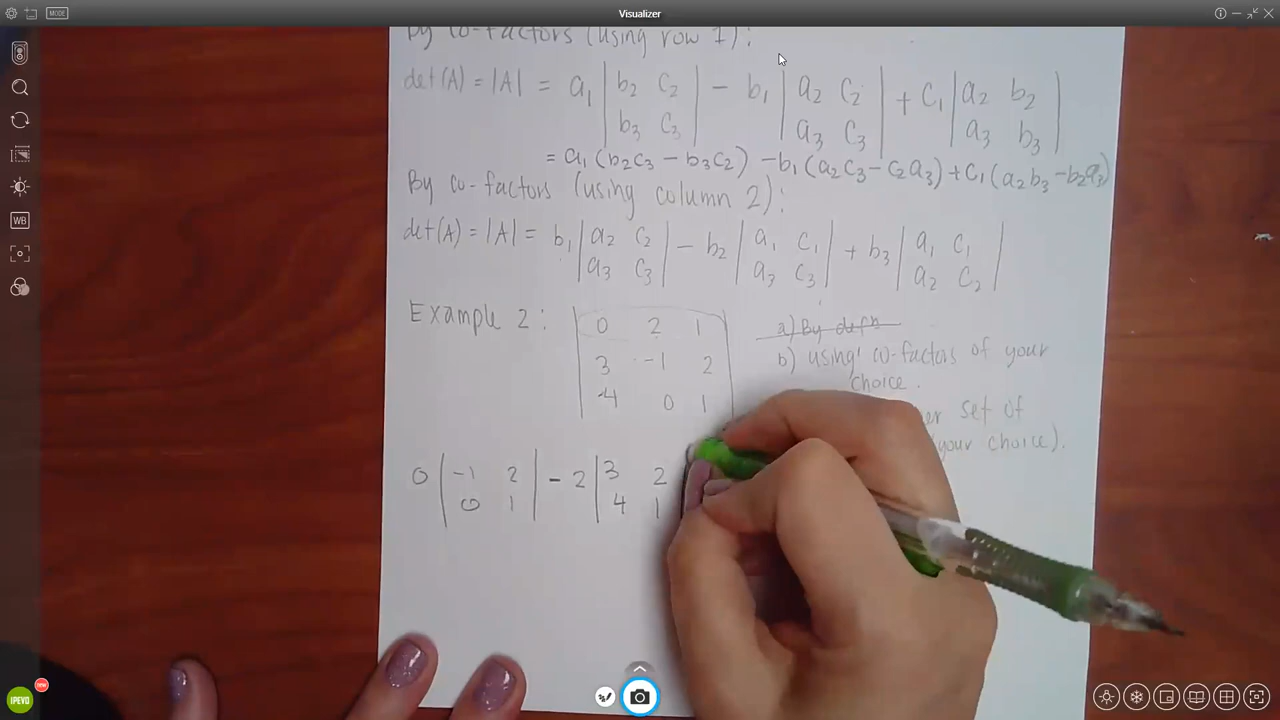 Visualizer
MODE
By co-factors (using row 1):
det(A) = |A| = a₁ | b₂ c₂ | - b₁ | a₂ c₂ | + c₁ | a₂ b₂ |
| b₃ c₃ | | a₃ c₃ | | a₃ b₃ |
= a₁(b₂c₃ - b₃c₂) - b₁(a₂c₃ - c₂a₃) + c₁(a₂b₃ - b₂a₃)
By co-factors (using column 2):
det(A) = |A| = b₁ | a₂ c₂ | - b₂ | a₁ c₁ | + b₃ | a₁ c₁ |
| a₃ c₃ | | a₃ c₃ | | a₂ c₂ |
Example 2: | 0 2 1 |
| 3 -1 2 |
| -4 0 1 |
a) By defn
b) using co-factors of your
choice.
er set of
(your choice).
0 | -1 2 | - 2 | 3 2
| 0 1 | | 4 1
WB
IPEVO
new